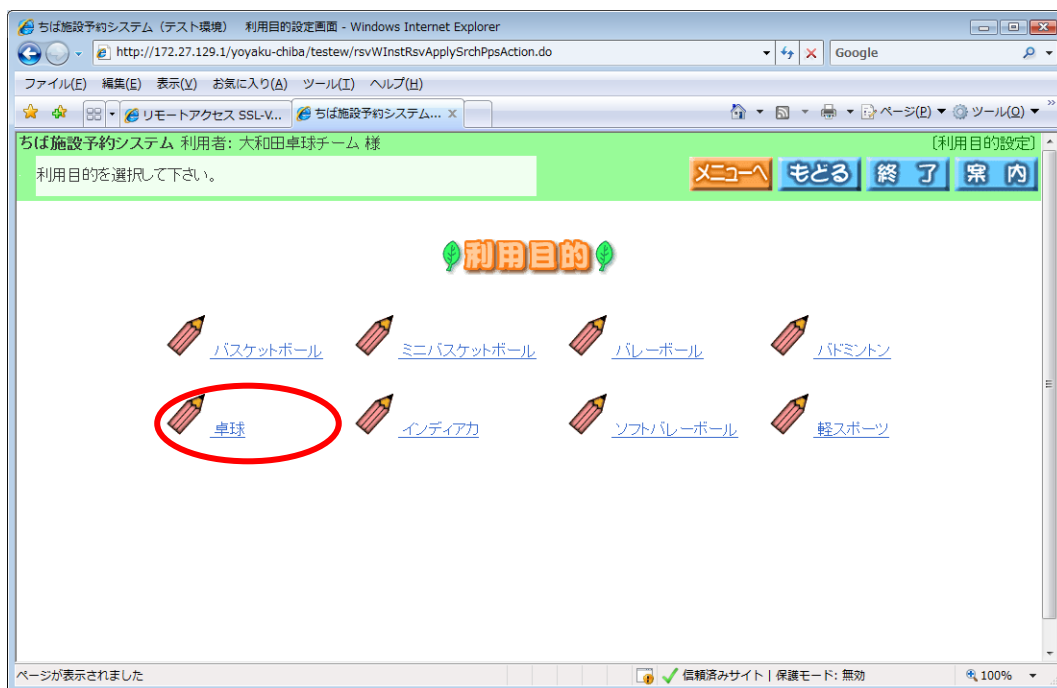 ちば施設予約システム（テスト環境） 利用目的設定画面 - Windows Internet Explorer
http://172.27.129.1/yoyaku-chiba/testew/rsvWInstRsvApplySrchPpsAction.do
Google
ファイル(F) 編集(E) 表示(V) お気に入り(A) ツール(T) ヘルプ(H)
リモートアクセス SSL-V... ちば施設予約システム... X ページ(P) ツール(O) »
ちば施設予約システム 利用者: 大和田卓球チーム 様 [利用目的設定]
利用目的を選択して下さい。 メニューへ もどる 終了 案内
利用目的
バスケットボール ミニバスケットボール バレーボール バドミントン
卓球 インディアカ ソフトバレーボール 軽スポーツ
ページが表示されました 信頼済みサイト | 保護モード: 無効 100%